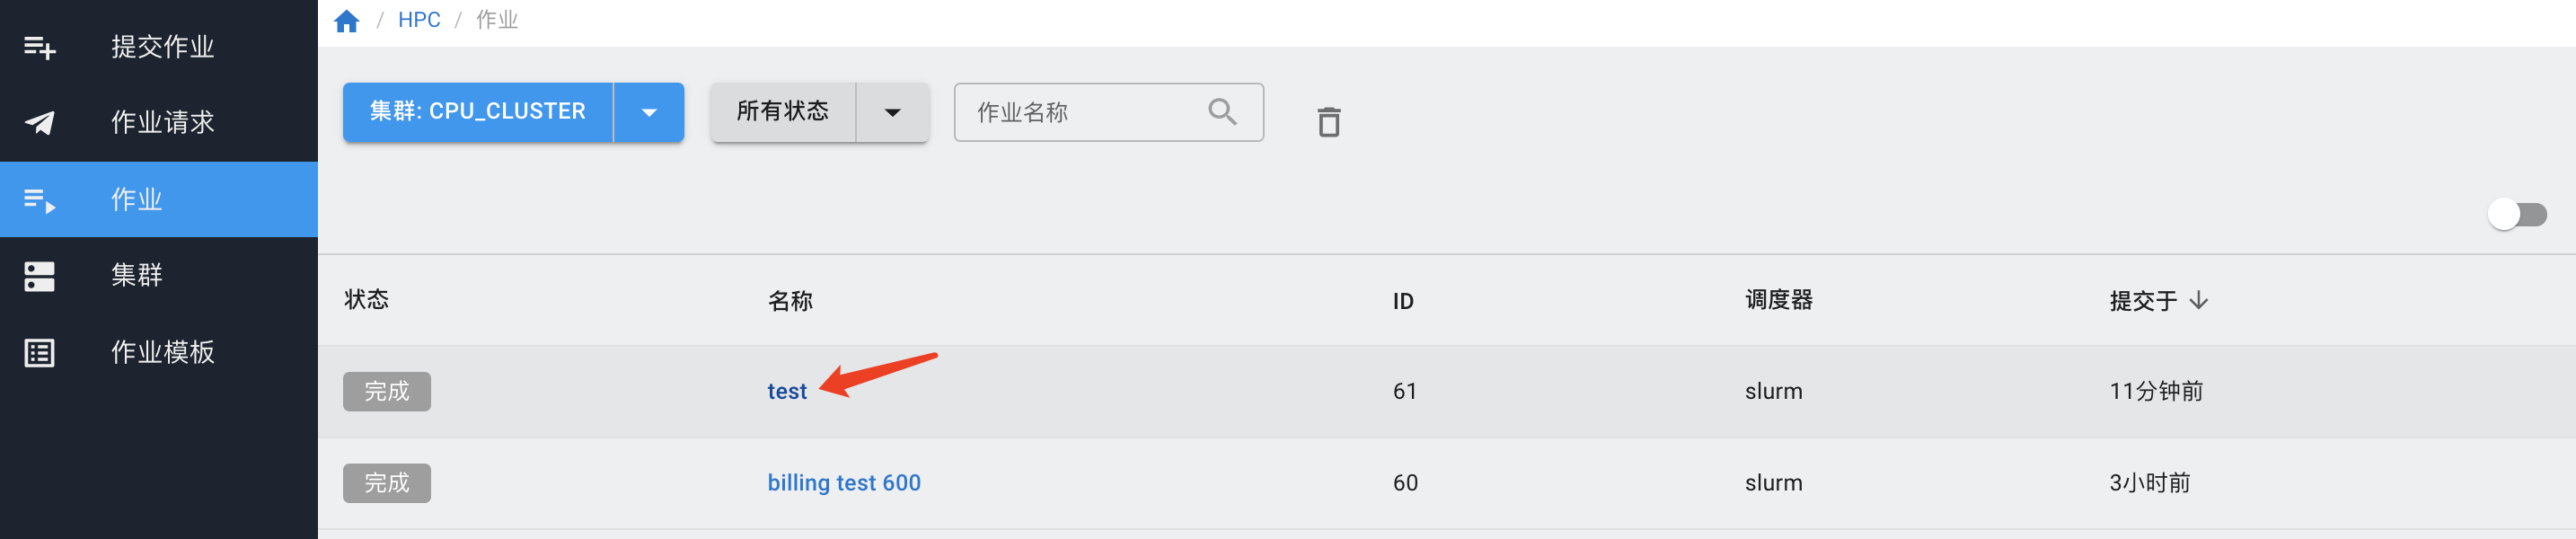 提交作业
作业请求
作业
集群
作业模板
/ HPC / 作业
集群: CPU_CLUSTER
所有状态
作业名称
状态 名称 ID 调度器 提交于
完成 test 61 slurm 11分钟前
完成 billing test 600 60 slurm 3小时前